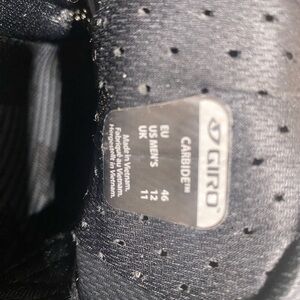 GIRO
CARBIDE™
EU 46
US MEN'S 12
UK 11
Made in Vietnam.
Fabriqué au Vietnam.
Hergestellt in Vietnam.